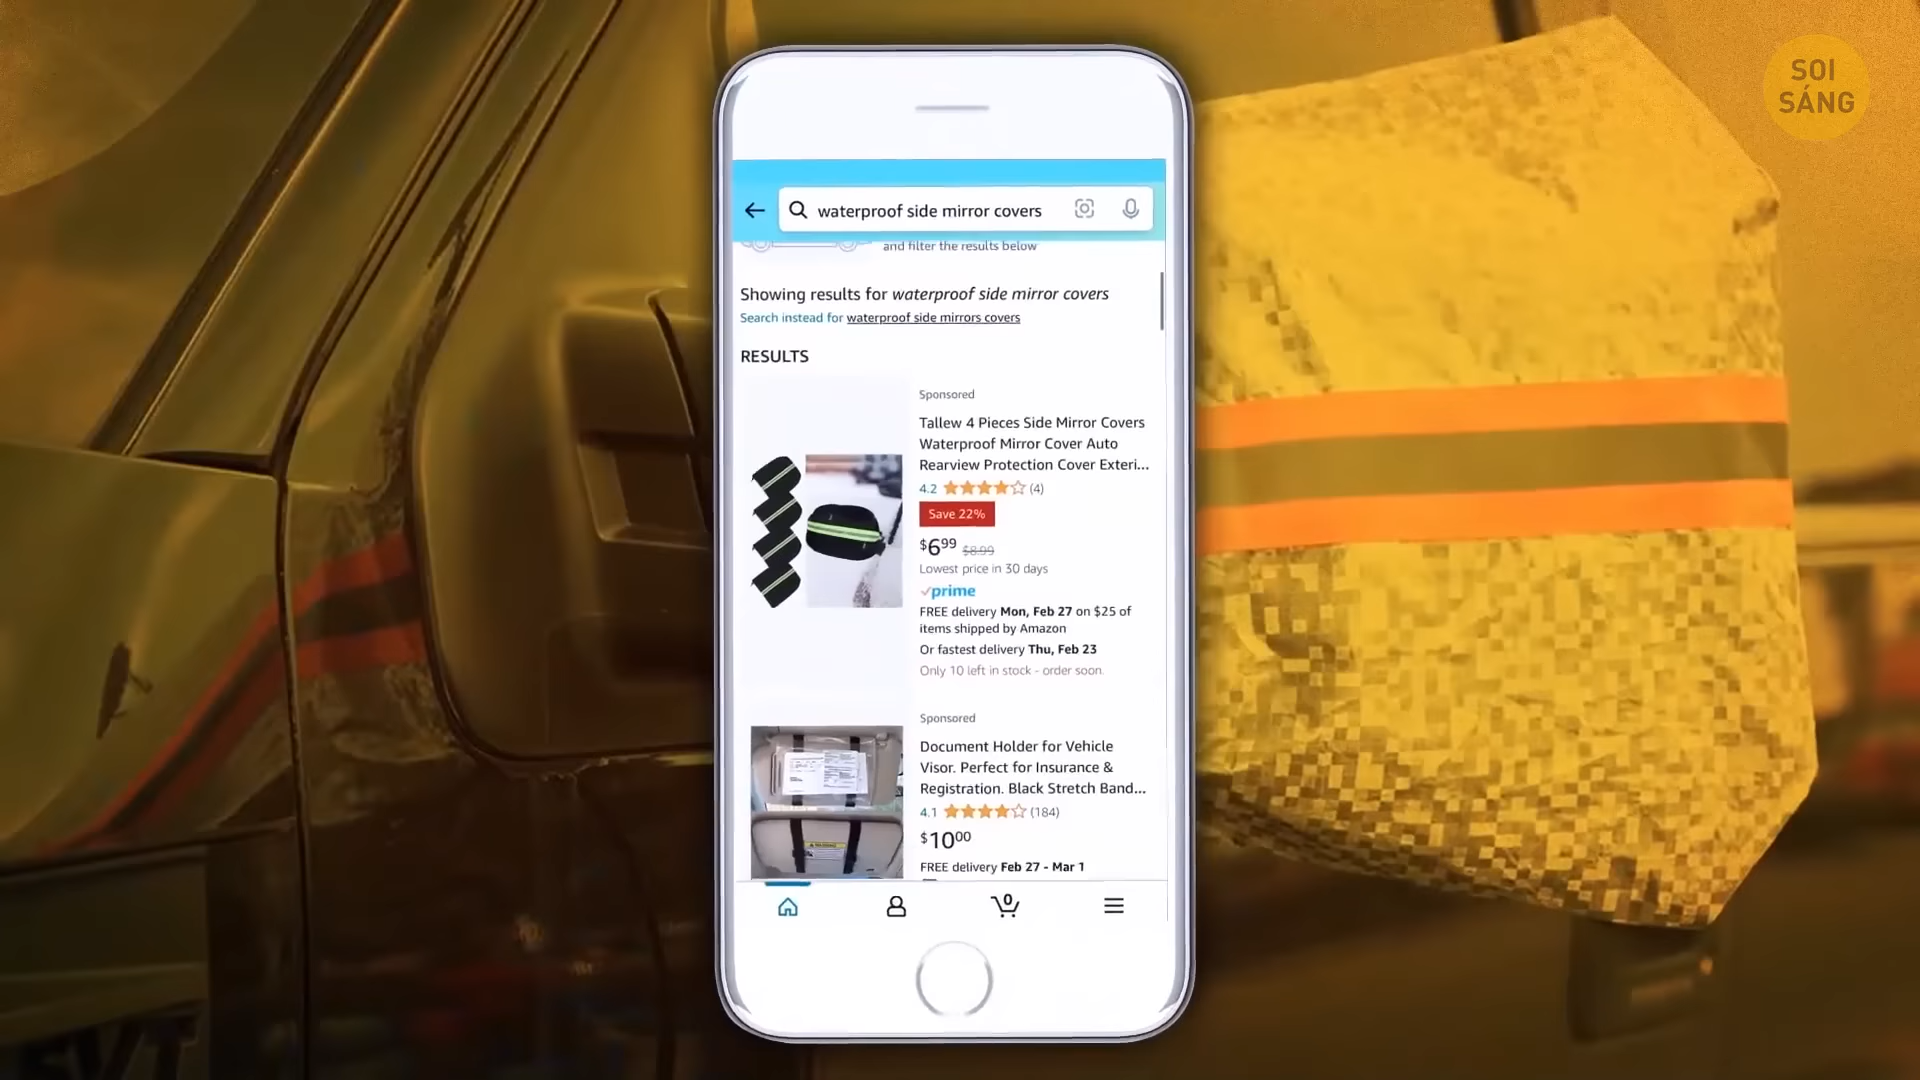 SOI
SÁNG
waterproof side mirror covers
and filter the results below
Showing results for waterproof side mirror covers
Search instead for waterproof side mirrors covers
RESULTS
Sponsored
Tallew 4 Pieces Side Mirror Covers
Waterproof Mirror Cover Auto
Rearview Protection Cover Exteri...
4.2 (4)
Save 22%
$6.99 $8.99
Lowest price in 30 days
prime
FREE delivery Mon, Feb 27 on $25 of
items shipped by Amazon
Or fastest delivery Thu, Feb 23
Only 10 left in stock - order soon.
Sponsored
Document Holder for Vehicle
Visor. Perfect for Insurance &
Registration. Black Stretch Band...
4.1 (184)
$10.00
FREE delivery Feb 27 - Mar 1
0